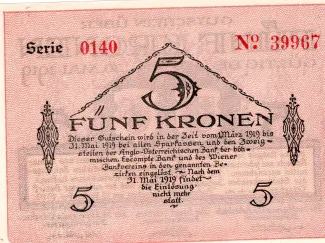 Serie 0140 No 39967
5
FÜNF KRONEN
Dieser Gutschein wird in der Zeit vom 1. März 1919 bis
31. Mai 1919 bei allen Sparkassen und den Zweig-
stellen der Anglo-Österreichischen Bank der böh-
mischen Escompte Bank und des Wiener
Bankvereins in den genannten Be-
zirken eingelöst. Nach dem
31. Mai 1919 findet
die Einlösung
nicht mehr
statt.
5 5